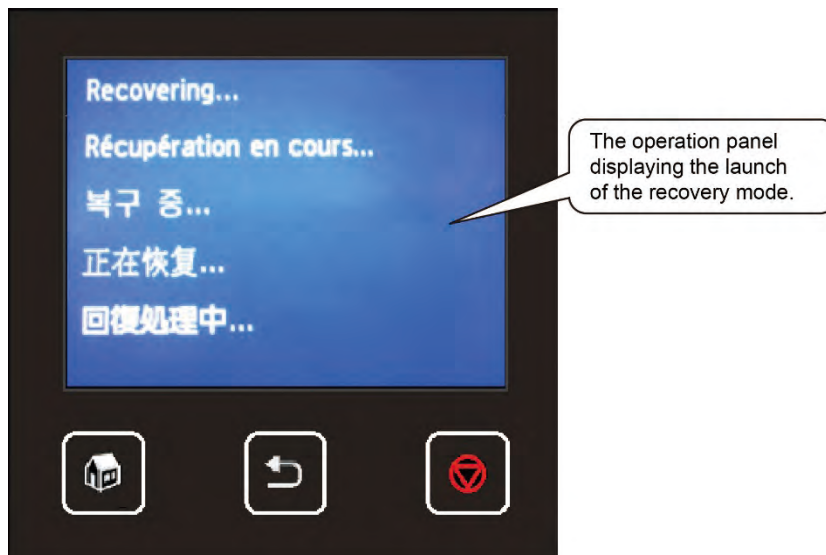 Recovering...
Récupération en cours...
복구 중...
正在恢复...
回復処理中...
The operation panel
displaying the launch
of the recovery mode.